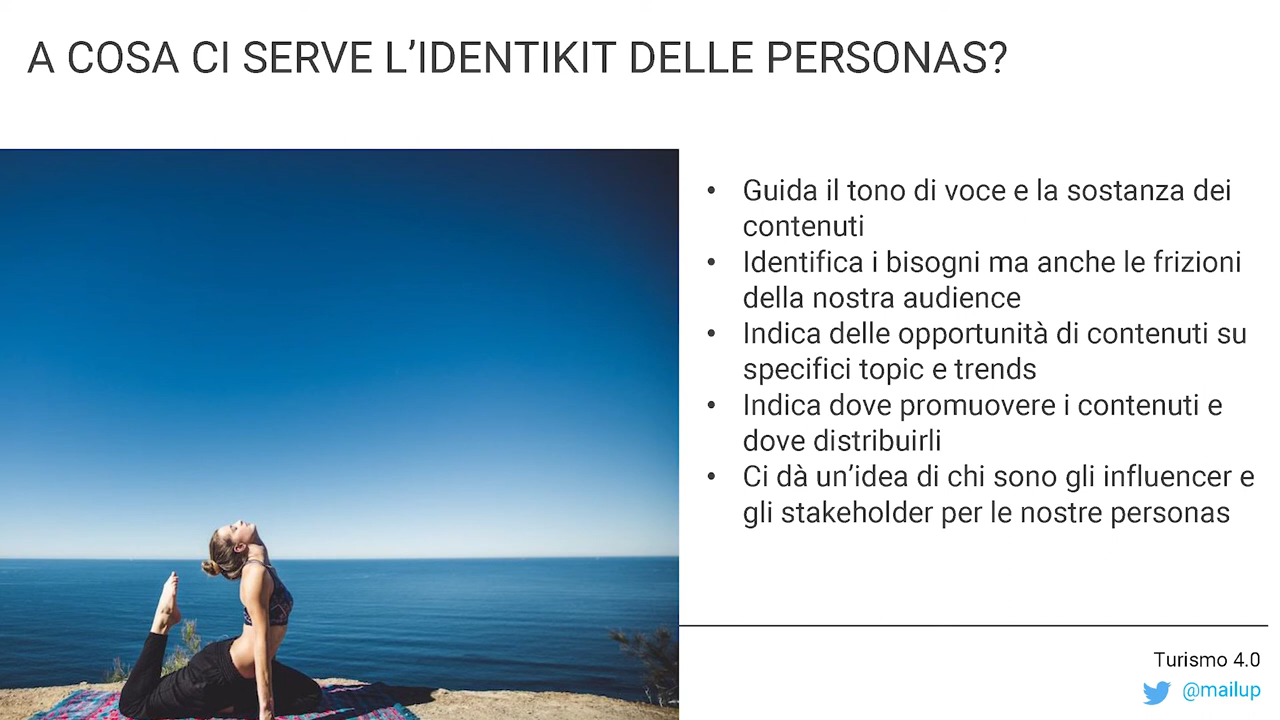 A COSA CI SERVE L’IDENTIKIT DELLE PERSONAS?
• Guida il tono di voce e la sostanza dei
contenuti
• Identifica i bisogni ma anche le frizioni
della nostra audience
• Indica delle opportunità di contenuti su
specifici topic e trends
• Indica dove promuovere i contenuti e
dove distribuirli
• Ci dà un’idea di chi sono gli influencer e
gli stakeholder per le nostre personas
Turismo 4.0
@mailup